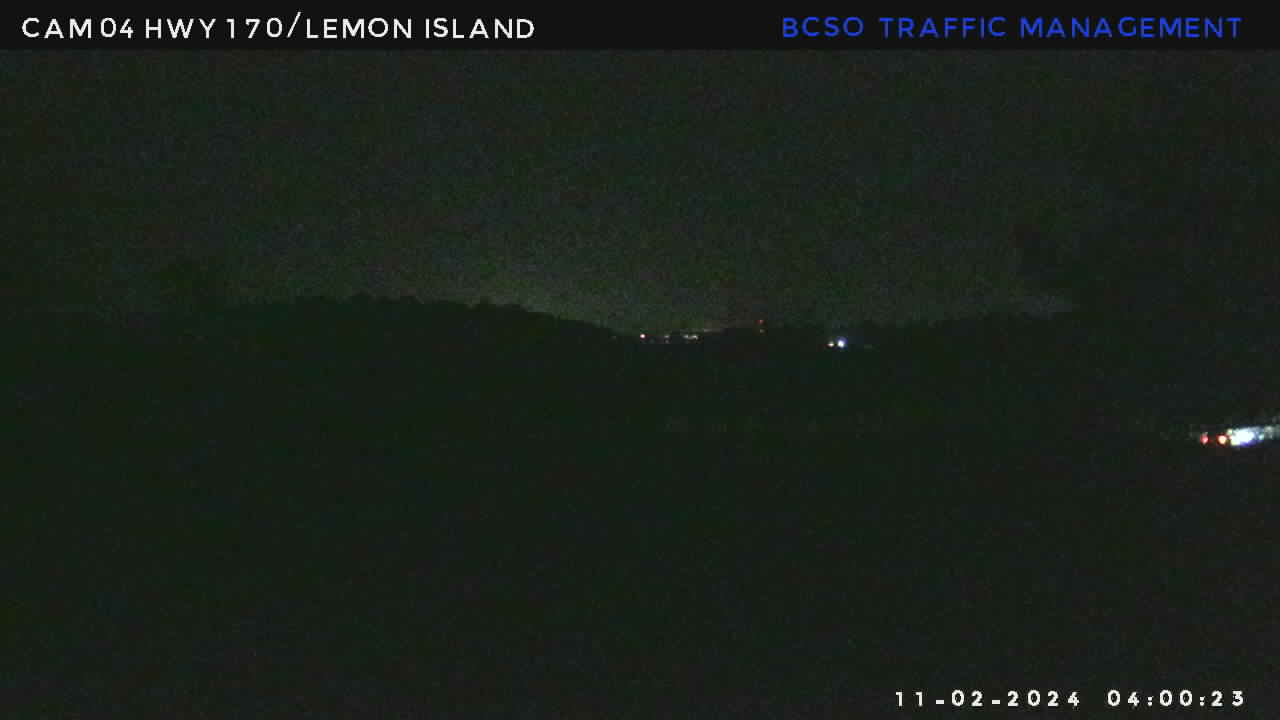 CAM04 HWY 170/LEMON ISLAND
BCSO TRAFFIC MANAGEMENT
11-02-2024 04:00:23